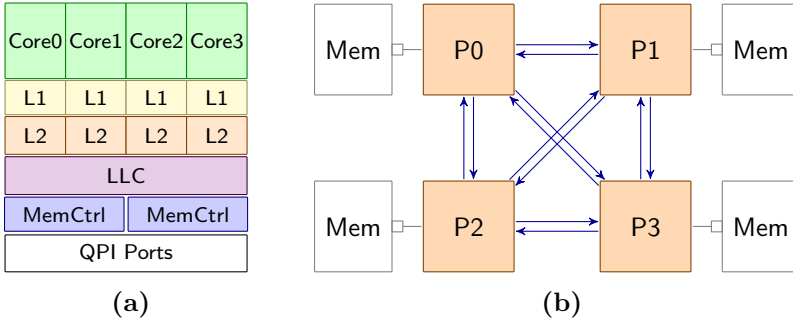 Core0 Core1 Core2 Core3
L1 L1 L1 L1
L2 L2 L2 L2
LLC
MemCtrl MemCtrl
QPI Ports
(a)
Mem P0 P1 Mem
Mem P2 P3 Mem
(b)